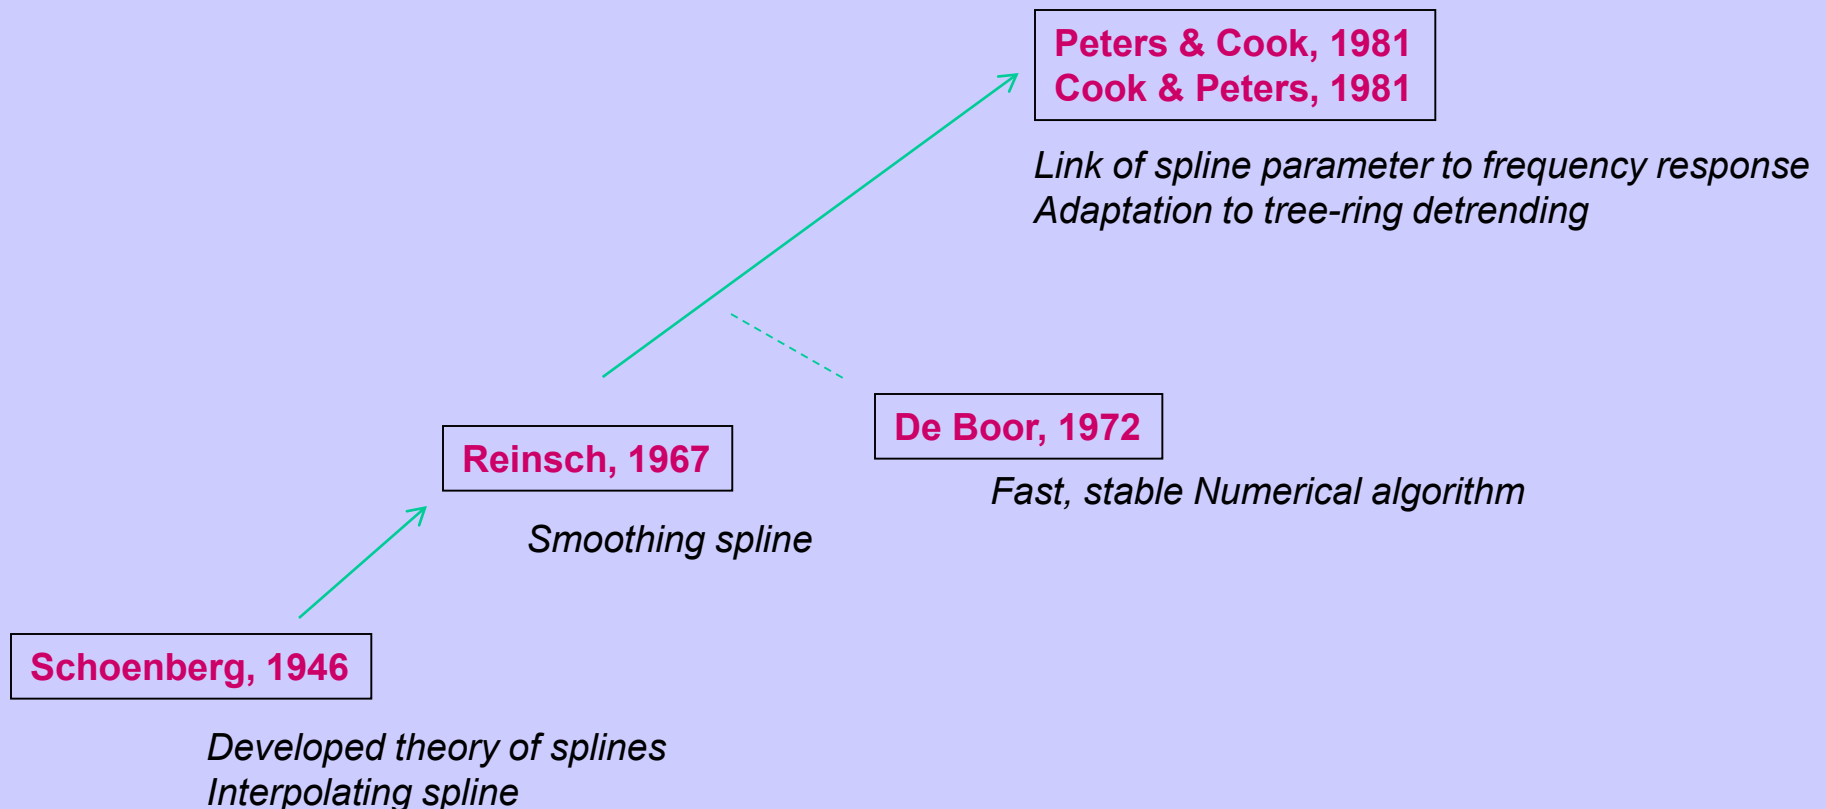 Peters & Cook, 1981
Cook & Peters, 1981
Link of spline parameter to frequency response
Adaptation to tree-ring detrending
De Boor, 1972
Fast, stable Numerical algorithm
Reinsch, 1967
Smoothing spline
Schoenberg, 1946
Developed theory of splines
Interpolating spline